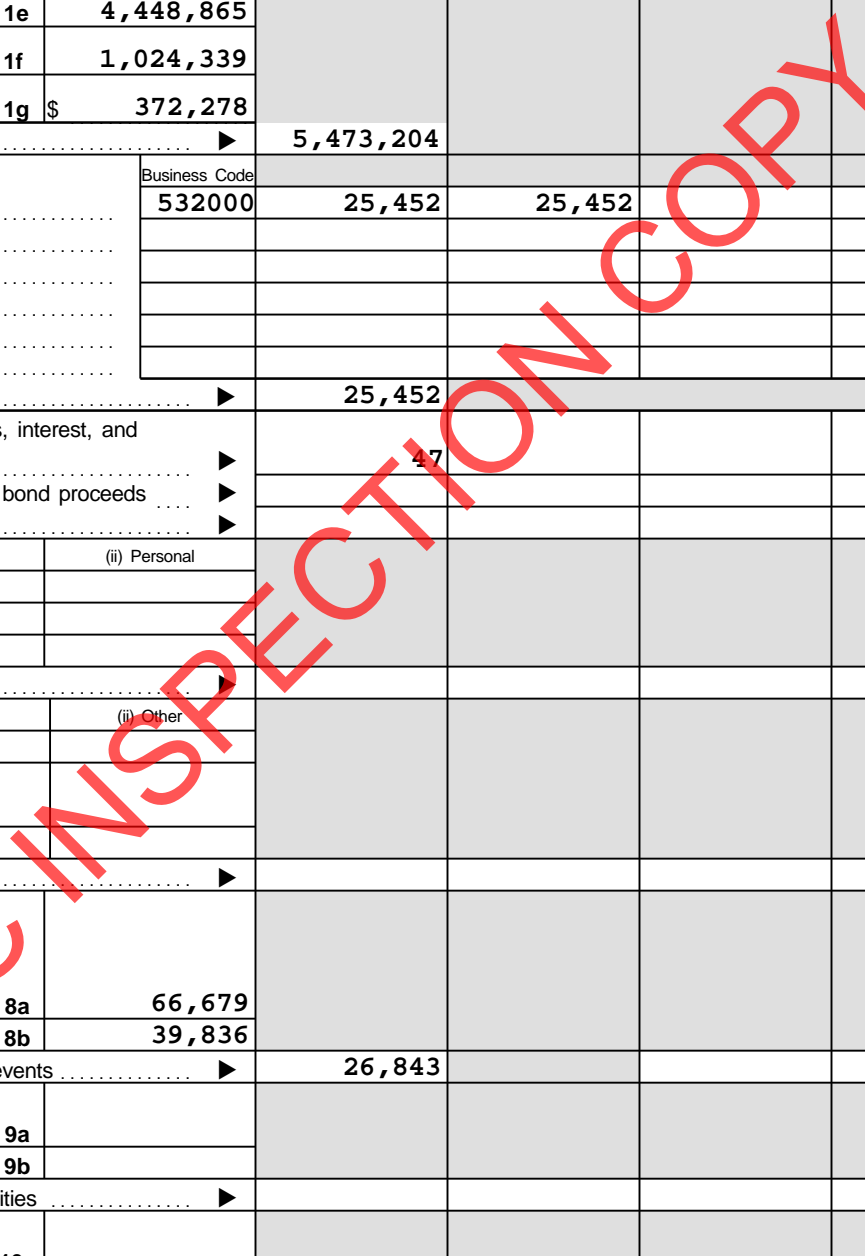 1e 4,448,865
1f 1,024,339
1g $ 372,278
5,473,204
Business Code
532000 25,452 25,452
25,452
, interest, and
47
bond proceeds
(ii) Personal
(ii) Other
8a 66,679
8b 39,836
events 26,843
9a
9b
ities
C INSPECTION COPY